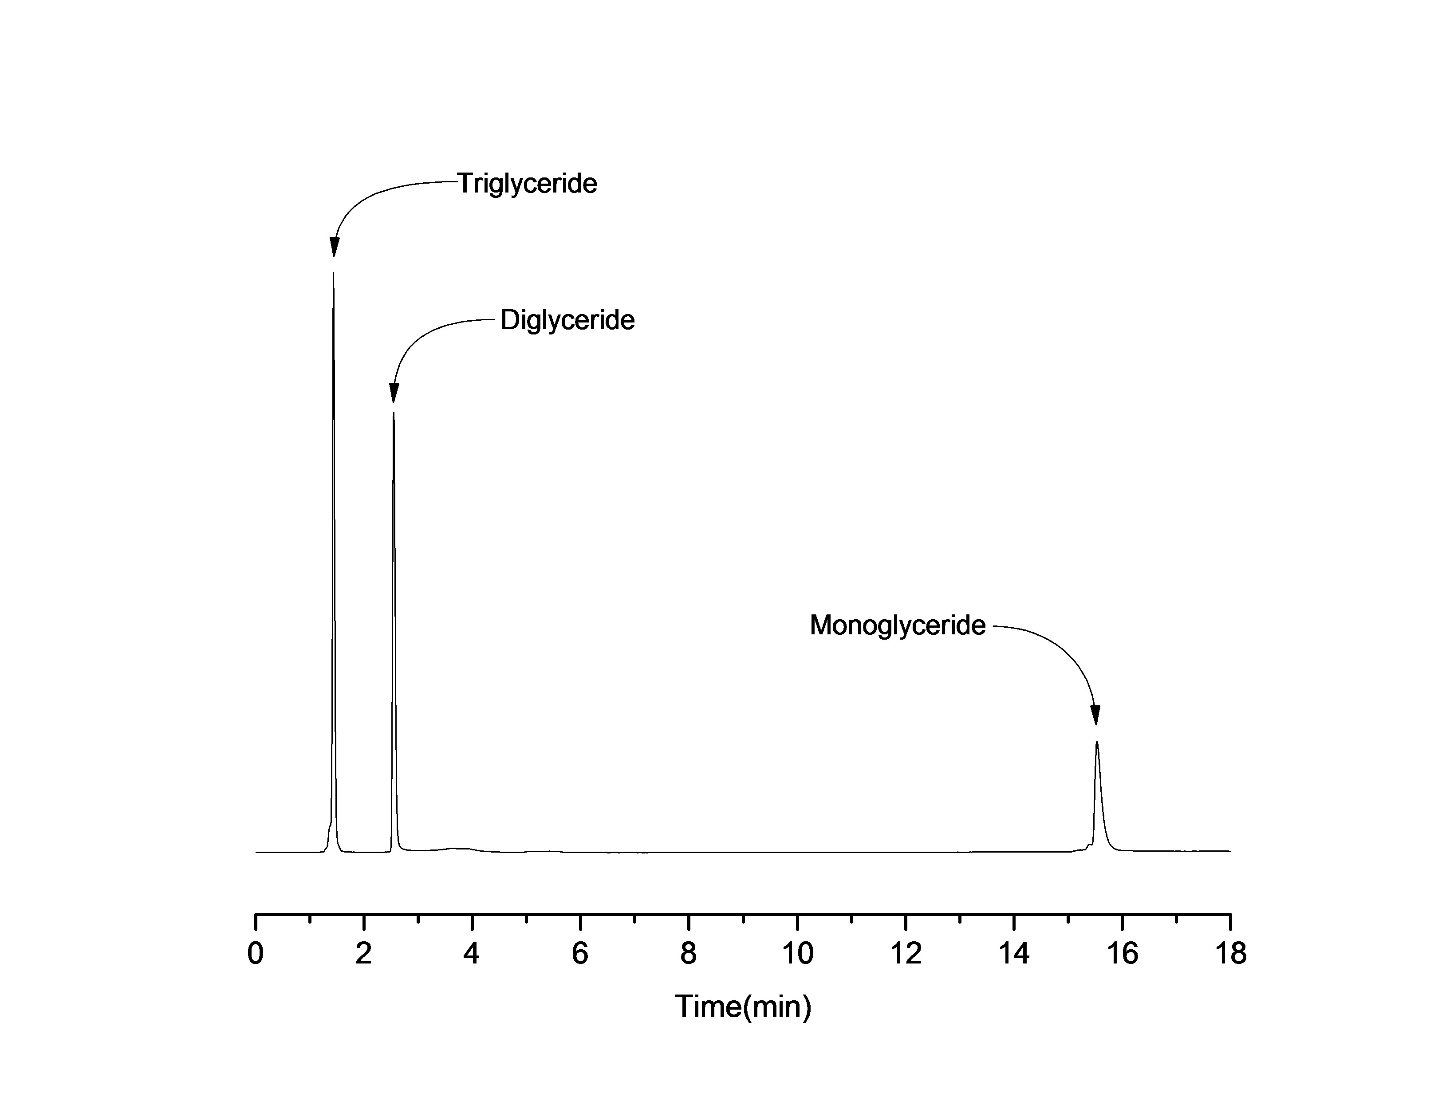 Triglyceride
Diglyceride
Monoglyceride
0 2 4 6 8 10 12 14 16 18
Time(min)